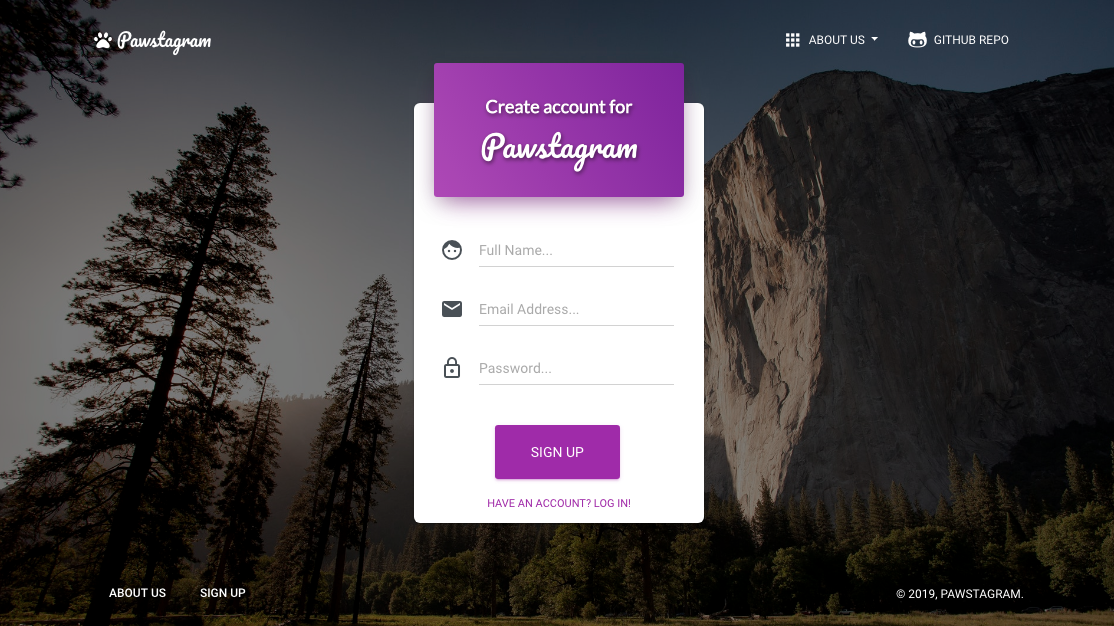 Pawstagram
ABOUT US
GITHUB REPO
Create account for
Pawstagram
Full Name...
Email Address...
Password...
SIGN UP
HAVE AN ACCOUNT? LOG IN!
ABOUT US
SIGN UP
© 2019, PAWSTAGRAM.